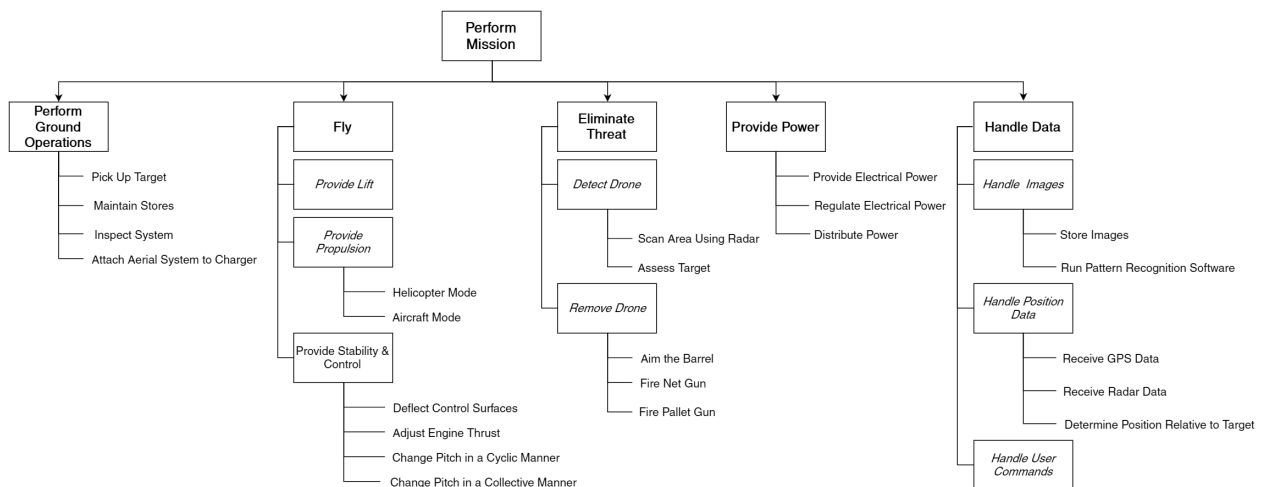 Perform
Mission
Perform
Ground
Operations
Pick Up Target
Maintain Stores
Inspect System
Attach Aerial System to Charger
Fly
Provide Lift
Provide
Propulsion
Helicopter Mode
Aircraft Mode
Provide Stability &
Control
Deflect Control Surfaces
Adjust Engine Thrust
Change Pitch in a Cyclic Manner
Change Pitch in a Collective Manner
Eliminate
Threat
Detect Drone
Scan Area Using Radar
Assess Target
Remove Drone
Aim the Barrel
Fire Net Gun
Fire Pallet Gun
Provide Power
Provide Electrical Power
Regulate Electrical Power
Distribute Power
Handle Data
Handle Images
Store Images
Run Pattern Recognition Software
Handle Position
Data
Receive GPS Data
Receive Radar Data
Determine Position Relative to Target
Handle User
Commands